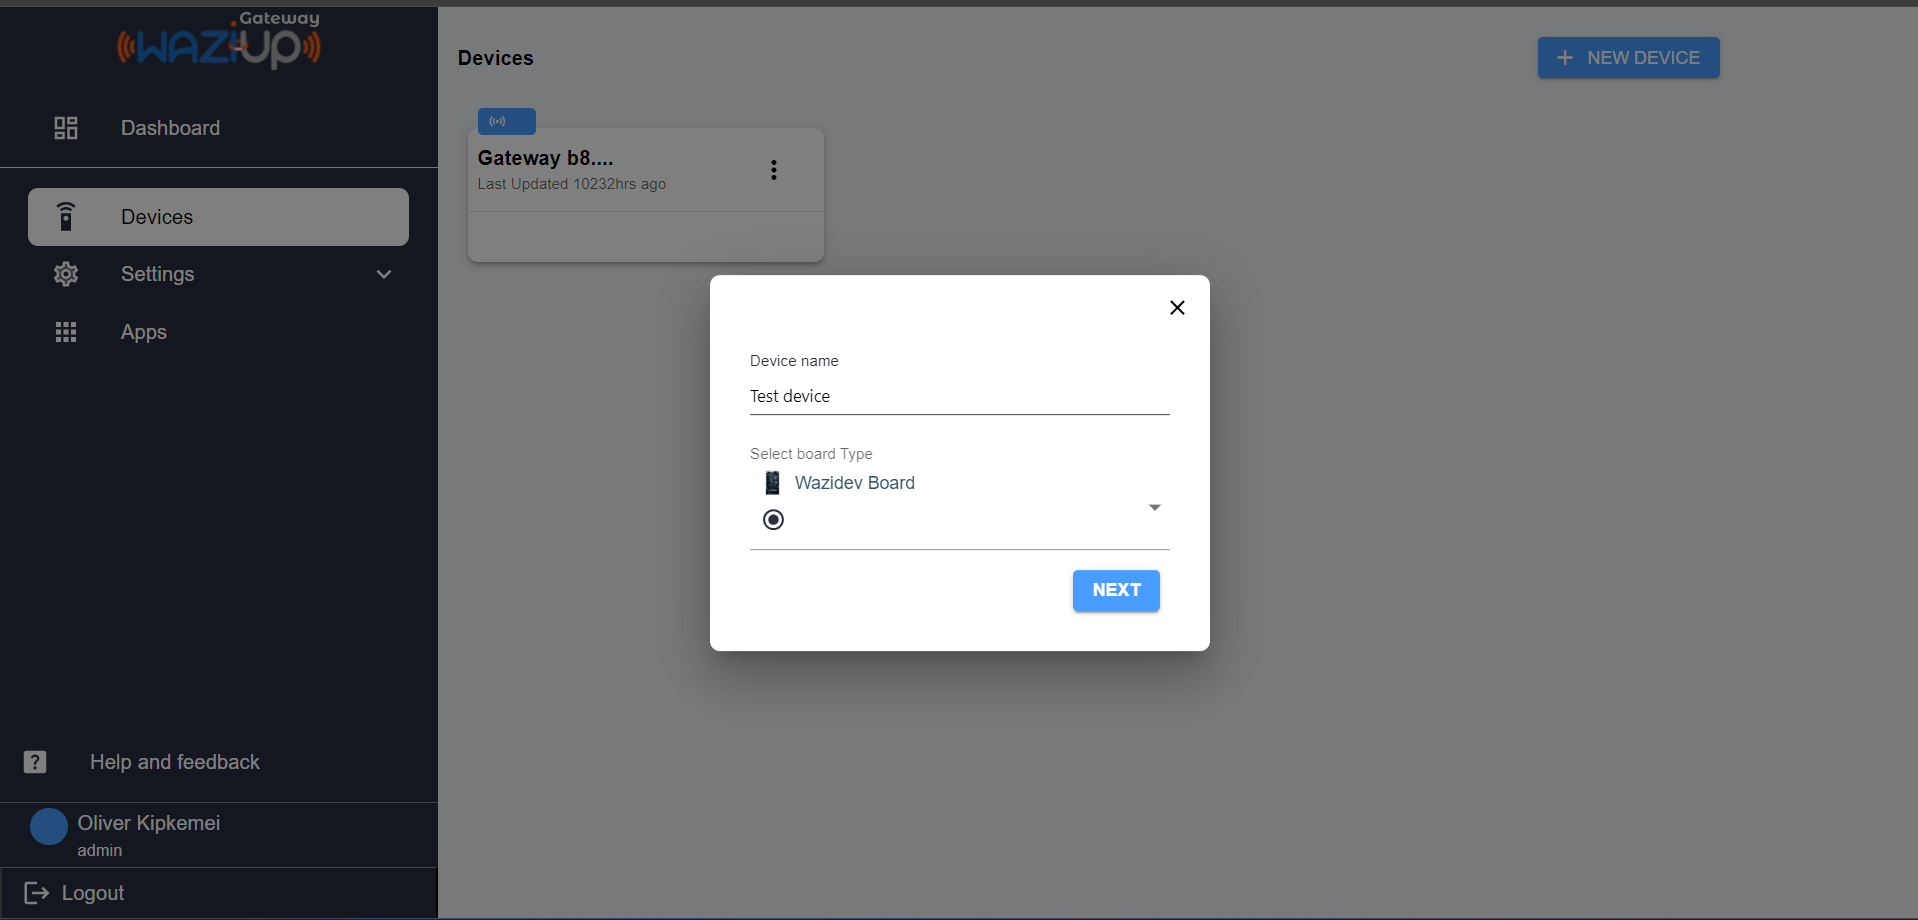 Gateway
WAZIUP
Dashboard
Devices
Settings
Apps
Help and feedback
Oliver Kipkemei
admin
Logout
Devices
+ NEW DEVICE
Gateway b8....
Last Updated 10232hrs ago
Device name
Test device
Select board Type
Wazidev Board
NEXT